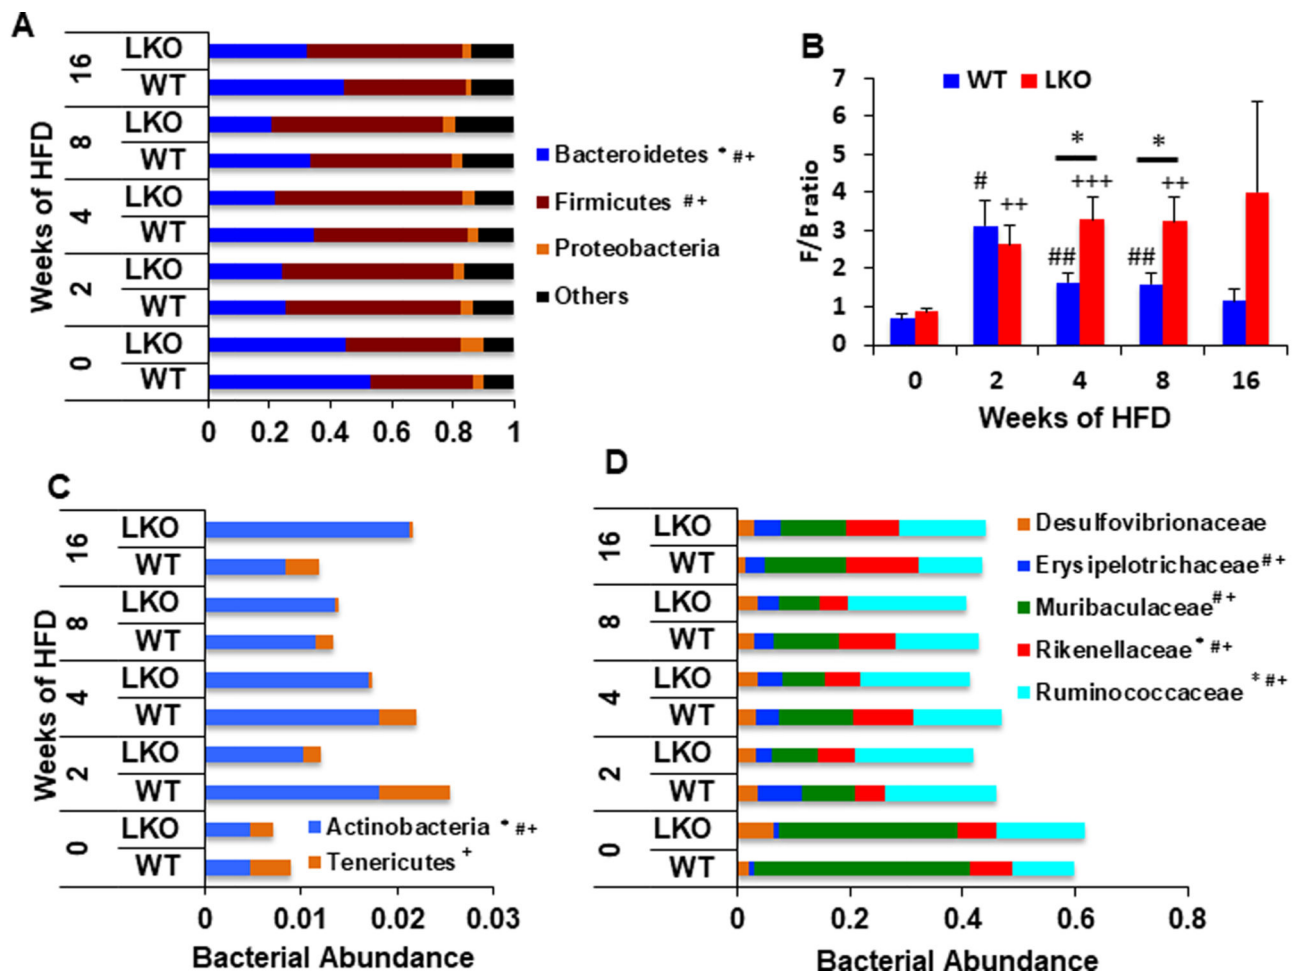 A
Weeks of HFD
16
LKO
WT
8
LKO
WT
4
LKO
WT
2
LKO
WT
0
LKO
WT
0 0.2 0.4 0.6 0.8 1
Bacteroidetes * #+
Firmicutes #+
Proteobacteria
Others
B
WT LKO
F/B ratio
7
6
5
4
3
2
1
0
#
++
##
*
+++
##
*
++
0 2 4 8 16
Weeks of HFD
C
Weeks of HFD
16
LKO
WT
8
LKO
WT
4
LKO
WT
2
LKO
WT
0
LKO
WT
Actinobacteria * #+
Tenericutes +
0 0.01 0.02 0.03
Bacterial Abundance
D
16
LKO
WT
8
LKO
WT
4
LKO
WT
2
LKO
WT
0
LKO
WT
Desulfovibrionaceae
Erysipelotrichaceae #+
Muribaculaceae #+
Rikenellaceae * #+
Ruminococcaceae * #+
0 0.2 0.4 0.6 0.8
Bacterial Abundance